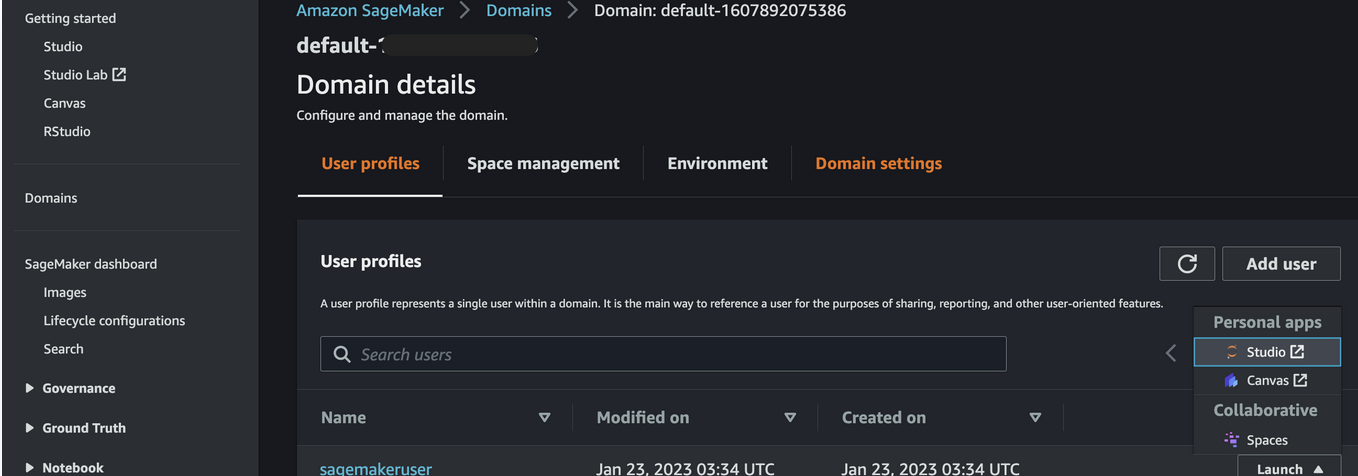 Getting started
Studio
Studio Lab
Canvas
RStudio
Domains
SageMaker dashboard
Images
Lifecycle configurations
Search
Governance
Ground Truth
Notebook
Amazon SageMaker > Domains > Domain: default-1607892075386
default-
Domain details
Configure and manage the domain.
User profiles Space management Environment Domain settings
User profiles
Add user
A user profile represents a single user within a domain. It is the main way to reference a user for the purposes of sharing, reporting, and other user-oriented features.
Search users
Personal apps
Studio
Canvas
Collaborative
Spaces
Launch
Name Modified on Created on
sagemakeruser Jan 23, 2023 03:34 UTC Jan 23, 2023 03:34 UTC